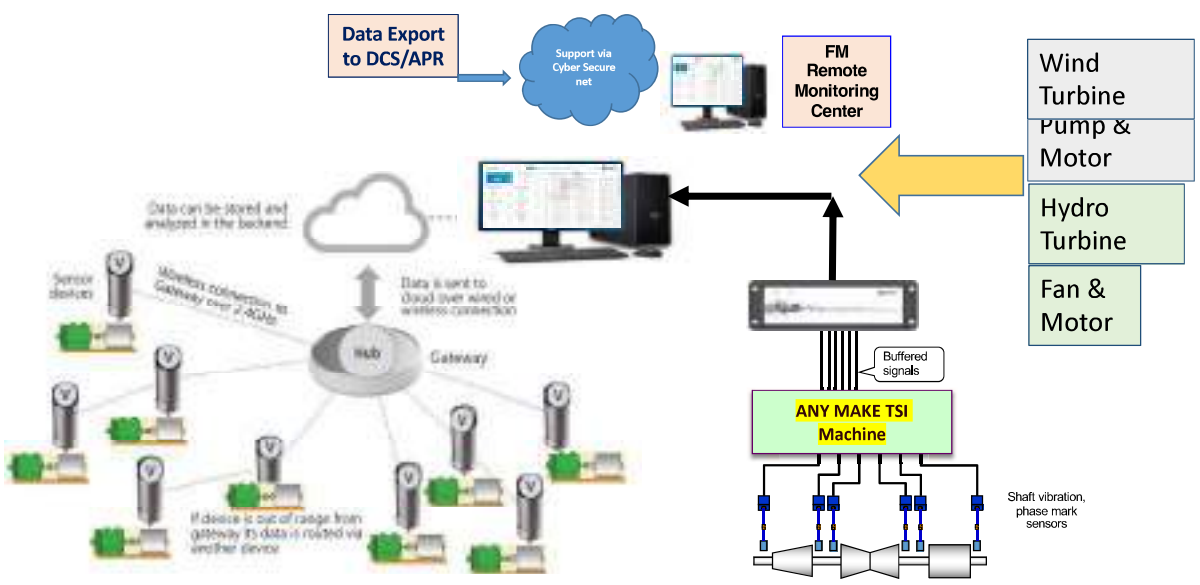 Data Export
to DCS/APR
Support via
Cyber Secure
net
FM
Remote
Monitoring
Center
Wind
Turbine
Pump &
Motor
Hydro
Turbine
Fan &
Motor
Data can be stored and
analyzed in the backend
Sensor
devices
Wireless connection to
Gateway over 2.4GHz
Data is sent to
cloud over wired or
wireless connection
Hub
Gateway
V
V
V
V
V
V
V
V
V
If device is out of range from
gateway its data is routed via
another device
Buffered
signals
ANY MAKE TSI
Machine
Shaft vibration,
phase mark
sensors